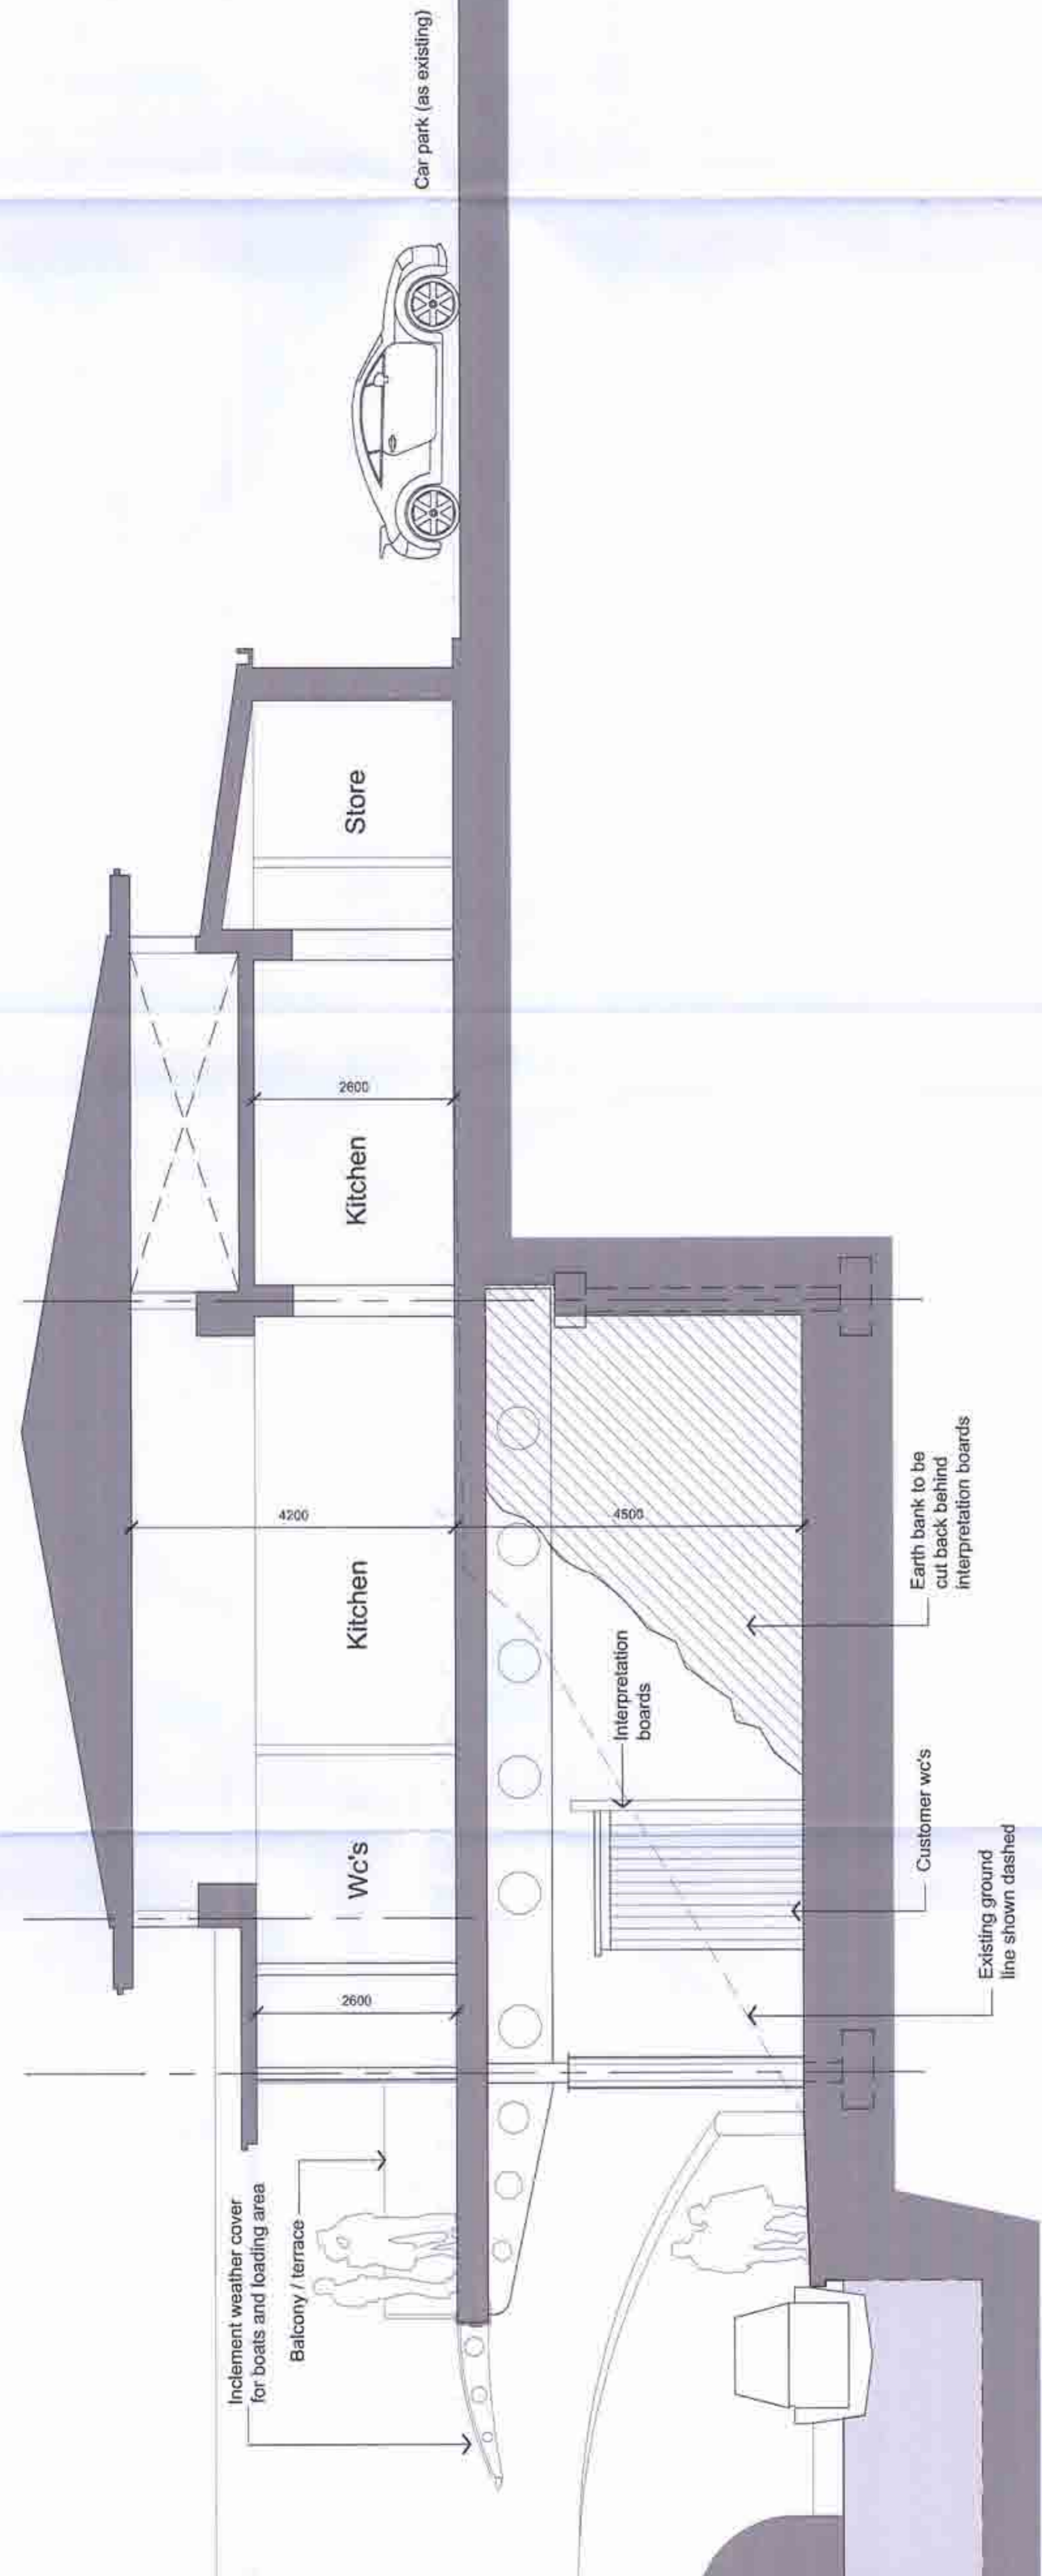 Inclement weather cover
for boats and loading area
Balcony / terrace
2600
Wc's
Kitchen
4200
Kitchen
2600
Store
Car park (as existing)
4500
Interpretation
boards
Existing ground
line shown dashed
Customer wc's
Earth bank to be
cut back behind
interpretation boards